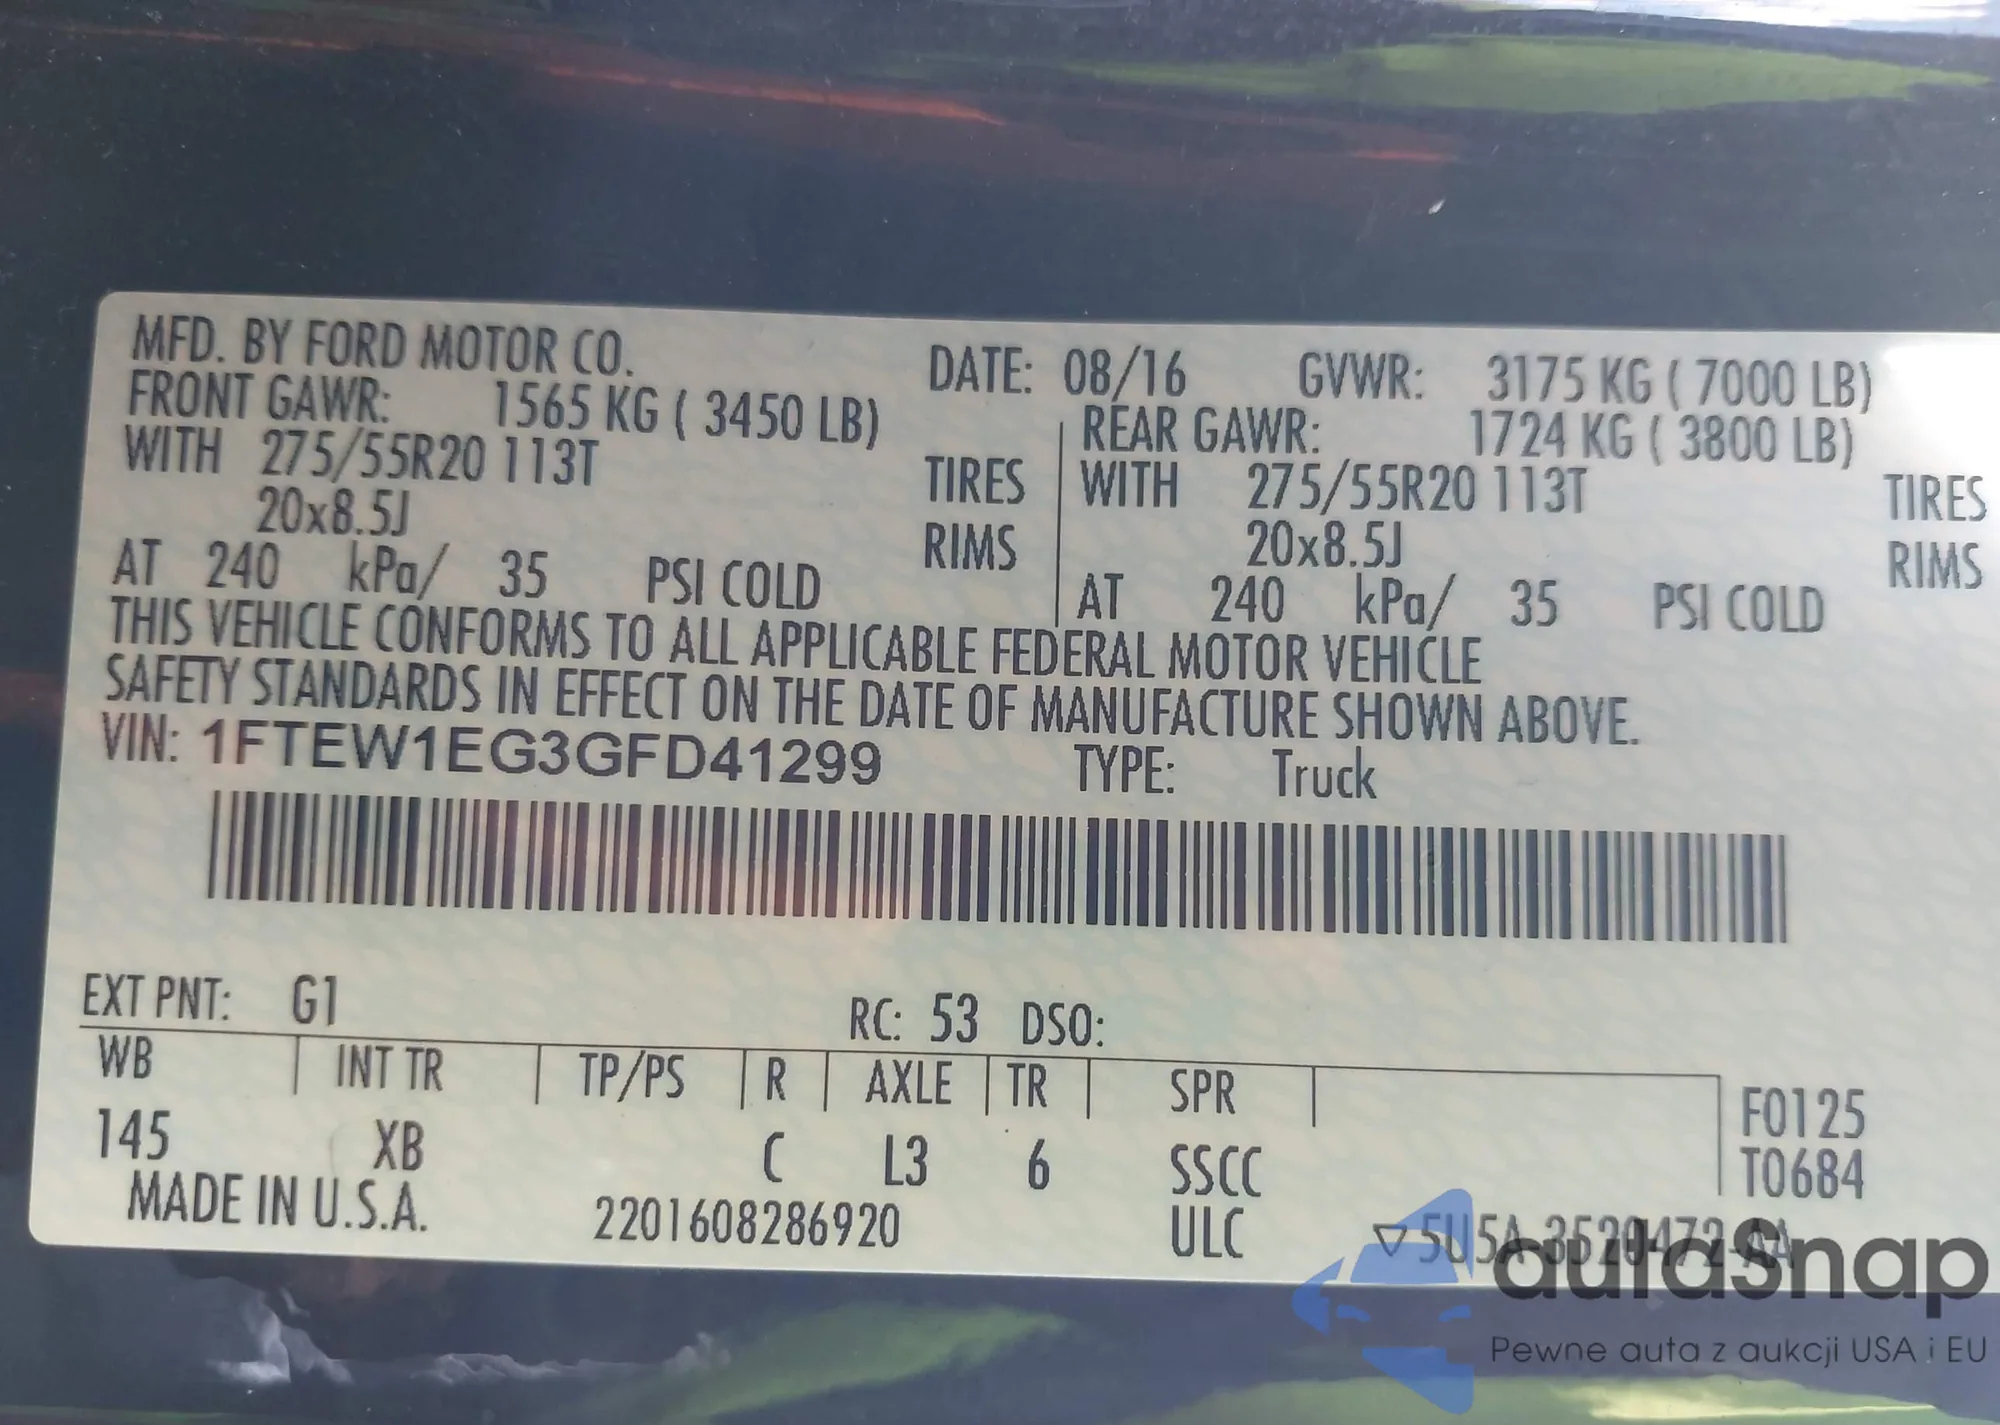 MFD. BY FORD MOTOR CO.
DATE: 08/16 GVWR: 3175 KG ( 7000 LB)
FRONT GAWR: 1565 KG ( 3450 LB)
REAR GAWR: 1724 KG ( 3800 LB)
WITH 275/55R20 113T TIRES
WITH 275/55R20 113T TIRES
20x8.5J RIMS
20x8.5J RIMS
AT 240 kPa/ 35 PSI COLD
AT 240 kPa/ 35 PSI COLD
THIS VEHICLE CONFORMS TO ALL APPLICABLE FEDERAL MOTOR VEHICLE
SAFETY STANDARDS IN EFFECT ON THE DATE OF MANUFACTURE SHOWN ABOVE.
VIN: 1FTEW1EG3GFD41299 TYPE: Truck
EXT PNT: G1 RC: 53 DSO:
WB INT TR TP/PS R AXLE TR SPR
F0125
145 XB C L3 6 SSCC
T0684
MADE IN U.S.A. 2201608286920 ULC ▽5U5A-3520472-AA
autaSnap
Pewne auta z aukcji USA i EU